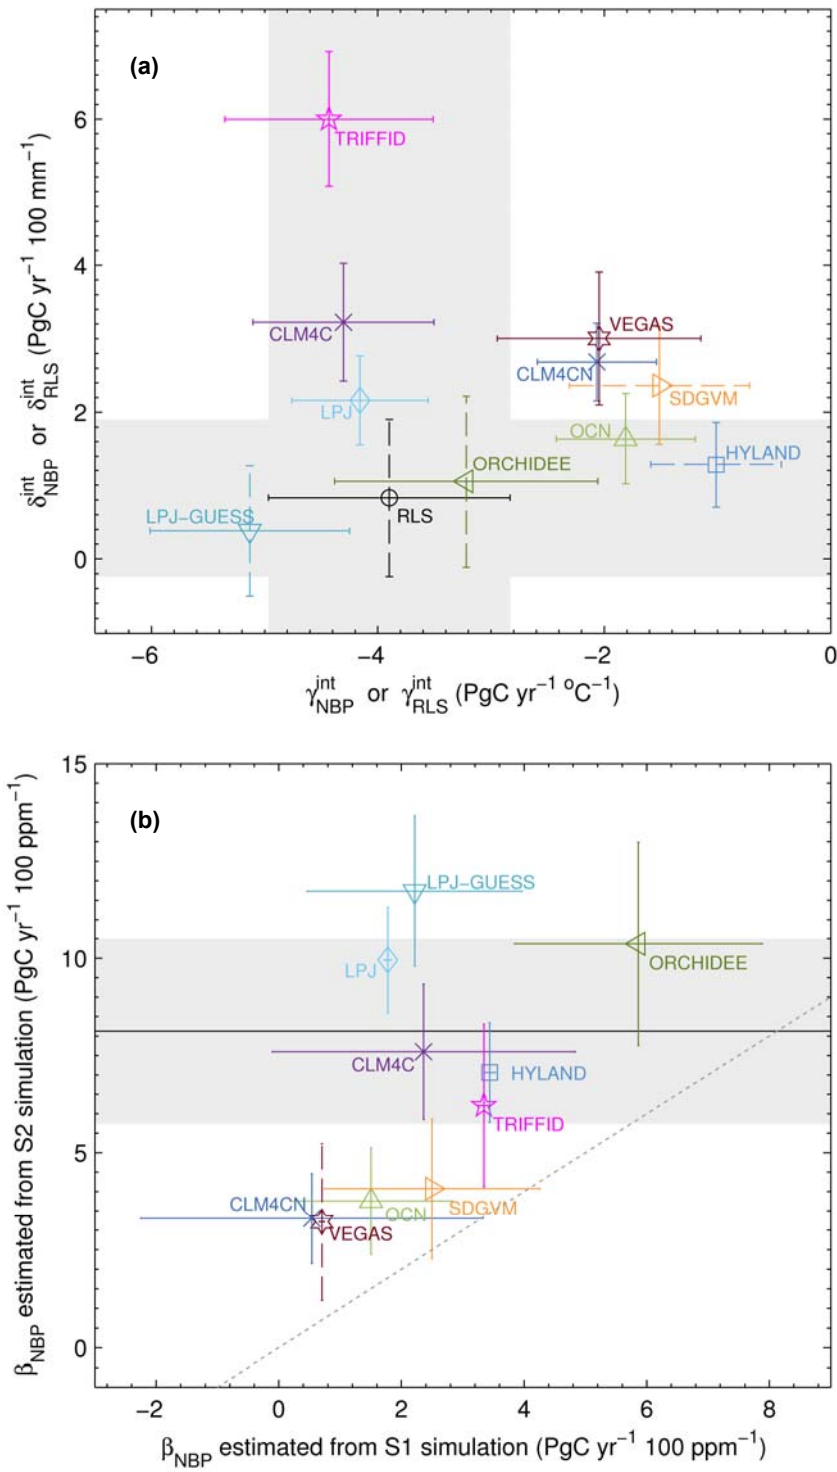 (a)
6
4
2
0
−6
−4
−2
0
TRIFFID
CLM4C
LPJ
VEGAS
CLM4CN
SDGVM
OCN
HYLAND
ORCHIDEE
RLS
LPJ−GUESS
δ^int_NBP or δ^int_RLS (PgC yr⁻¹ 100 mm⁻¹)
γ^int_NBP or γ^int_RLS (PgC yr⁻¹ °C⁻¹)
(b)
15
10
5
0
−2
0
2
4
6
8
LPJ−GUESS
ORCHIDEE
LPJ
CLM4C
HYLAND
TRIFFID
CLM4CN
OCN
SDGVM
VEGAS
β_NBP estimated from S2 simulation (PgC yr⁻¹ 100 ppm⁻¹)
β_NBP estimated from S1 simulation (PgC yr⁻¹ 100 ppm⁻¹)